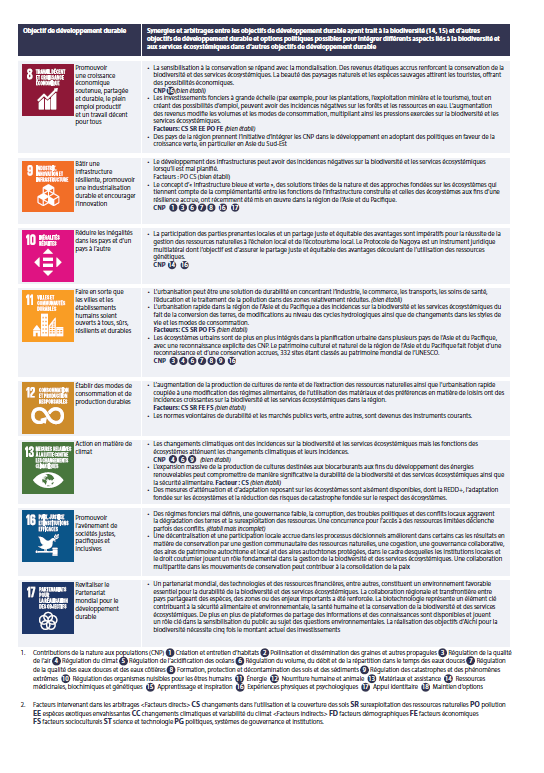 Objectif de développement durable
Synergies et arbitrages entre les objectifs de développement durable ayant trait à la biodiversité (14, 15) et d'autres
objectifs de développement durable et options politiques possibles pour intégrer différents aspects liés à la biodiversité et
aux services écosystémiques dans d'autres objectifs de développement durable
8 TRAVAIL DÉCENT
ET CROISSANCE
ÉCONOMIQUE
Promouvoir
une croissance
économique
soutenue, partagée
et durable, le plein
emploi productif
et un travail décent
pour tous
• La sensibilisation à la conservation se répand avec la mondialisation. Des revenus étatiques accrus renforcent la conservation de la
biodiversité et des services écosystémiques. La beauté des paysages naturels et les espèces sauvages attirent les touristes, offrant
des possibilités économiques.
CNP 16 (bien établi)
• Les investissements fonciers à grande échelle (par exemple, pour les plantations, l'exploitation minière et le tourisme), tout en
créant des possibilités d'emploi, peuvent avoir des incidences négatives sur les forêts et les ressources en eau. L'augmentation
des revenus modifie les volumes et les modes de consommation, multipliant ainsi les pressions exercées sur la biodiversité et les
services écosystémiques.
Facteurs: CS SR EE PO FE (bien établi)
• Des pays de la région prennent l'initiative d'intégrer les CNP dans le développement en adoptant des politiques en faveur de la
croissance verte, en particulier en Asie du Sud-Est
9 INDUSTRIE,
INNOVATION ET
INFRASTRUCTURE
Bâtir une
infrastructure
résiliente, promouvoir
une industrialisation
durable et encourager
l'innovation
• Le développement des infrastructures peut avoir des incidences négatives sur la biodiversité et les services écosystémiques
lorsqu'il est mal planifié.
Facteurs : PO CS (bien établi)
• Le concept d'« infrastructure bleue et verte », des solutions tirées de la nature et des approches fondées sur les écosystèmes qui
tiennent compte de la complémentarité entre les fonctions de l'infrastructure construite et celles des écosystèmes aux fins d'une
résilience accrue, ont récemment été mis en œuvre dans la région de l'Asie et du Pacifique.
CNP 1 3 6 7 8 16 17
10 INÉGALITÉS
RÉDUITES
Réduire les inégalités
dans les pays et d'un
pays à l'autre
• La participation des parties prenantes locales et un partage juste et équitable des avantages sont impératifs pour la réussite de la
gestion des ressources naturelles à l'échelon local et de l'écotourisme local. Le Protocole de Nagoya est un instrument juridique
multilatéral dont l'objectif est d'assurer le partage juste et équitable des avantages découlant de l'utilisation des ressources
génétiques.
CNP 14 16
11 VILLES ET
COMMUNAUTÉS
DURABLES
Faire en sorte que
les villes et les
établissements
humains soient
ouverts à tous, sûrs,
résilients et durables
• L'urbanisation peut être une solution de durabilité en concentrant l'industrie, le commerce, les transports, les soins de santé,
l'éducation et le traitement de la pollution dans des zones relativement réduites. (bien établi)
• L'urbanisation rapide dans la région de l'Asie et du Pacifique a des incidences sur la biodiversité et les services écosystémiques du
fait de la conversion des terres, de modifications au niveau des cycles hydrologiques ainsi que de changements dans les styles de
vie et les modes de consommation.
Facteurs: CS SR PO FS (bien établi)
• Les écosystèmes urbains sont de plus en plus intégrés dans la planification urbaine dans plusieurs pays de l'Asie et du Pacifique,
avec une reconnaissance explicite des CNP. Le patrimoine culturel et naturel de la région de l'Asie et du Pacifique fait l'objet d'une
reconnaissance et d'une conservation accrues, 332 sites étant classés au patrimoine mondial de l'UNESCO.
CNP 3 4 6 7 8 9 16
12 CONSOMMATION
ET PRODUCTION
RESPONSABLES
Établir des modes de
consommation et de
production durables
• L'augmentation de la production de cultures de rente et de l'extraction des ressources naturelles ainsi que l'urbanisation rapide
couplée à une modification des régimes alimentaires, de l'utilisation des matériaux et des préférences en matière de loisirs ont des
incidences croissantes sur la biodiversité et les services écosystémiques dans la région.
Facteurs: CS SR FE FS (bien établi)
• Les normes volontaires de durabilité et les marchés publics verts, entre autres, sont devenus des instruments courants.
13 MESURES RELATIVES
À LA LUTTE CONTRE
LES CHANGEMENTS
CLIMATIQUES
Action en matière de
climat
• Les changements climatiques ont des incidences sur la biodiversité et les services écosystémiques mais les fonctions des
écosystèmes atténuent les changements climatiques et leurs incidences.
CNP 4 6 9 (bien établi)
• L'expansion massive de la production de cultures destinées aux biocarburants aux fins du développement des énergies
renouvelables peut compromettre de manière significative la durabilité de la biodiversité et des services écosystémiques ainsi que
la sécurité alimentaire. Facteur : CS (bien établi)
• Des mesures d'atténuation et d'adaptation reposant sur les écosystèmes sont aisément disponibles, dont la REDD+, l'adaptation
fondée sur les écosystèmes et la réduction des risques de catastrophe fondée sur le respect des écosystèmes.
16 PAIX, JUSTICE
ET INSTITUTIONS
EFFICACES
Promouvoir
l'avènement de
sociétés justes,
pacifiques et
inclusives
• Des régimes fonciers mal définis, une gouvernance faible, la corruption, des troubles politiques et des conflits locaux aggravent
la dégradation des terres et la surexploitation des ressources. Une concurrence pour l'accès à des ressources limitées déclenche
parfois des conflits. (établi mais incomplet)
• Une décentralisation et une participation locale accrue dans les processus décisionnels améliorent dans certains cas les résultats en
matière de conservation par une gestion communautaire des ressources naturelles, une cogestion, une gouvernance collaborative,
des aires de patrimoine autochtone et local et des aires autochtones protégées, dans le cadre desquelles les institutions locales et
le droit coutumier jouent un rôle fondamental dans la gestion de la biodiversité et des services écosystémiques. Une collaboration
multipartite dans les mouvements de conservation peut contribuer à la consolidation de la paix
17 PARTENARIATS
POUR
LA RÉALISATION
DES OBJECTIFS
Revitaliser le
Partenariat
mondial pour le
développement
durable
• Un partenariat mondial, des technologies et des ressources financières, entre autres, constituent un environnement favorable
essentiel pour la durabilité de la biodiversité et des services écosystémiques. La collaboration régionale et transfrontière entre
pays partageant des espèces, des zones ou des enjeux importants a été renforcée. La biotechnologie représente un élément clé
contribuant à la sécurité alimentaire et environnementale, la santé humaine et la conservation de la biodiversité et des services
écosystémiques. De plus en plus de plateforme de partage des informations et des connaissances sont disponibles et jouent
un rôle clé dans la sensibilisation du public au sujet des questions environnementales. La réalisation des objectifs d'Aichi pour la
biodiversité nécessite cinq fois le montant actuel des investissements
1. Contributions de la nature aux populations (CNP) 1 Création et entretien d'habitats 2 Pollinisation et dissémination des graines et autres propagules 3 Régulation de la qualité
de l'air 4 Régulation du climat 5 Régulation de l'acidification des océans 6 Régulation du volume, du débit et de la répartition dans le temps des eaux douces 7 Régulation
de la qualité des eaux douces et des eaux côtières 8 Formation, protection et décontamination des sols et des sédiments 9 Régulation des catastrophes et des phénomènes
extrêmes 10 Régulation des organismes nuisibles pour les êtres humains 11 Énergie 12 Nourriture humaine et animale 13 Matériaux et assistance 14 Ressources
médicinales, biochimiques et génétiques 15 Apprentissage et inspiration 16 Expériences physiques et psychologiques 17 Appui identitaire 18 Maintien d'options
2. Facteurs intervenant dans les arbitrages <Facteurs directs> CS changements dans l'utilisation et la couverture des sols SR surexploitation des ressources naturelles PO pollution
EE espèces exotiques envahissantes CC changements climatiques et variabilité du climat <Facteurs indirects> FD facteurs démographiques FE facteurs économiques
FS facteurs socioculturels ST science et technologie PG politiques, systèmes de gouvernance et institutions.